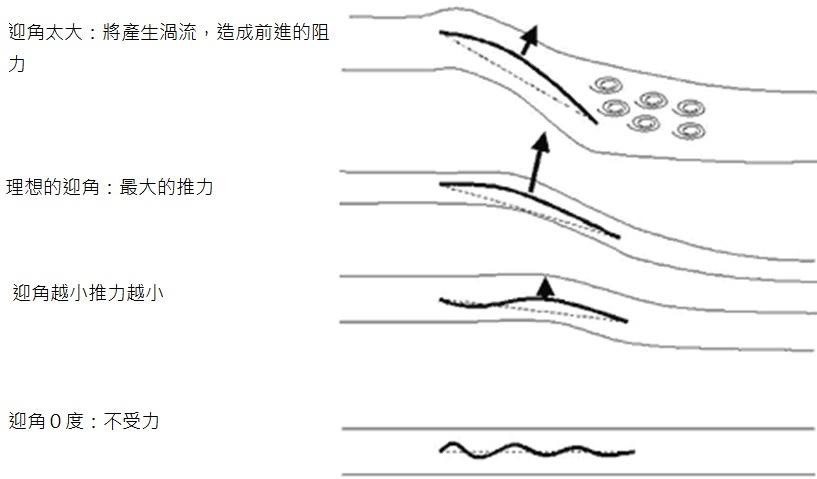 迎角太大：將產生渦流，造成前進的阻
力
理想的迎角：最大的推力
迎角越小推力越小
迎角０度：不受力